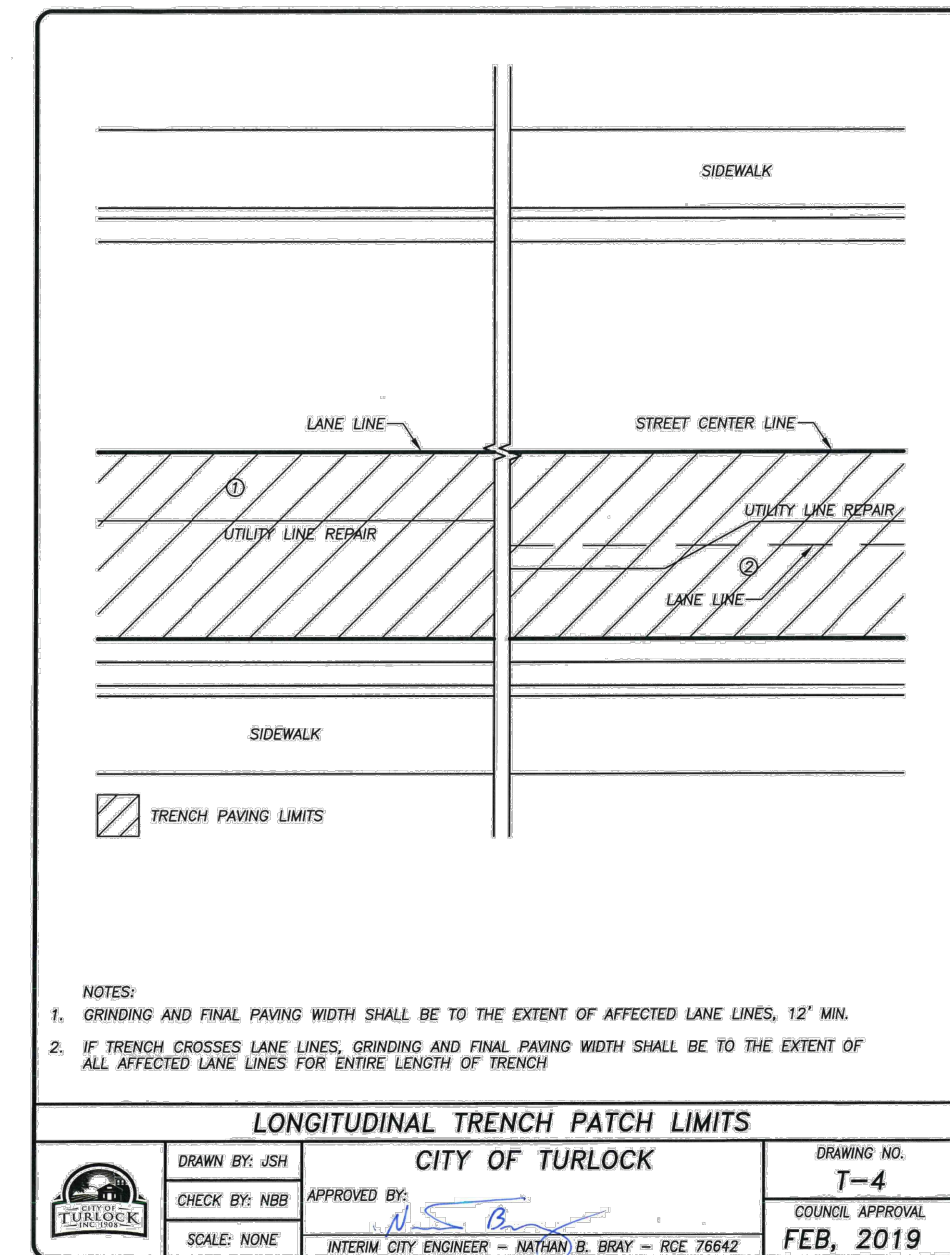 SIDEWALK
LANE LINE
STREET CENTER LINE
1
UTILITY LINE REPAIR
UTILITY LINE REPAIR
2
LANE LINE
SIDEWALK
TRENCH PAVING LIMITS
NOTES:
1. GRINDING AND FINAL PAVING WIDTH SHALL BE TO THE EXTENT OF AFFECTED LANE LINES, 12' MIN.
2. IF TRENCH CROSSES LANE LINES, GRINDING AND FINAL PAVING WIDTH SHALL BE TO THE EXTENT OF
ALL AFFECTED LANE LINES FOR ENTIRE LENGTH OF TRENCH
LONGITUDINAL TRENCH PATCH LIMITS
CITY OF
TURLOCK
INC. 1908
DRAWN BY: JSH
CHECK BY: NBB
SCALE: NONE
CITY OF TURLOCK
APPROVED BY:
INTERIM CITY ENGINEER – NATHAN B. BRAY – RCE 76642
DRAWING NO.
T-4
COUNCIL APPROVAL
FEB, 2019